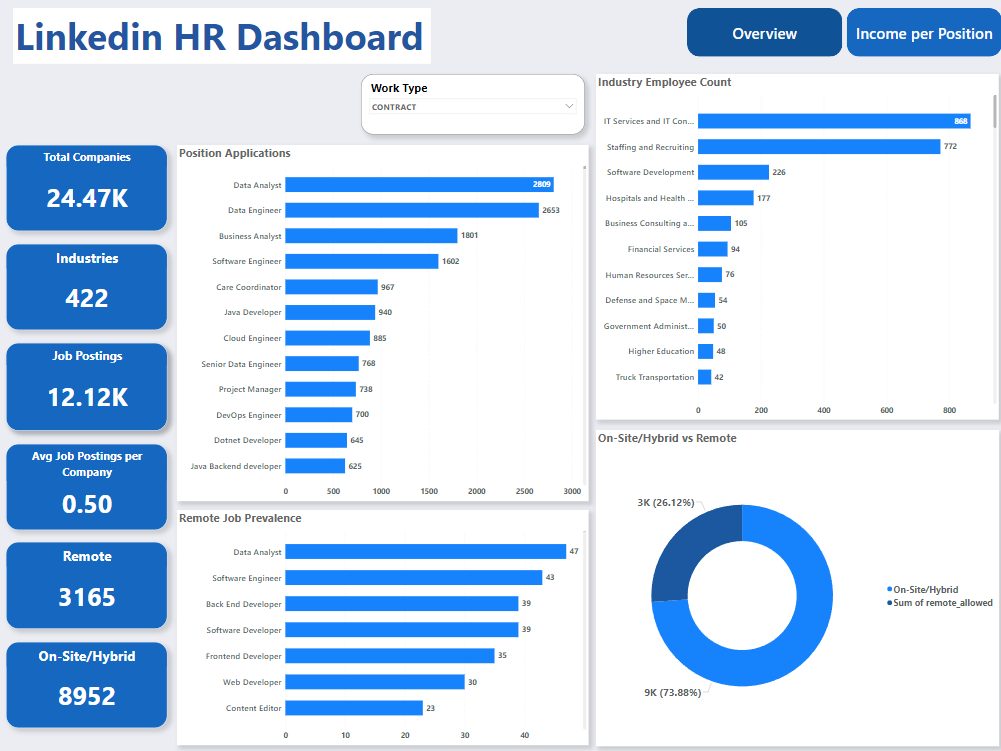 Linkedin HR Dashboard
Overview
Income per Position
Work Type
CONTRACT
Total Companies
24.47K
Industries
422
Job Postings
12.12K
Avg Job Postings per
Company
0.50
Remote
3165
On-Site/Hybrid
8952
Position Applications
Data Analyst 2809
Data Engineer 2653
Business Analyst 1801
Software Engineer 1602
Care Coordinator 967
Java Developer 940
Cloud Engineer 885
Senior Data Engineer 768
Project Manager 738
DevOps Engineer 700
Dotnet Developer 645
Java Backend developer 625
0 500 1000 1500 2000 2500 3000
Remote Job Prevalence
Data Analyst 47
Software Engineer 43
Back End Developer 39
Software Developer 39
Frontend Developer 35
Web Developer 30
Content Editor 23
0 10 20 30 40
Industry Employee Count
IT Services and IT Con... 868
Staffing and Recruiting 772
Software Development 226
Hospitals and Health ... 177
Business Consulting a... 105
Financial Services 94
Human Resources Ser... 76
Defense and Space M... 54
Government Administ... 50
Higher Education 48
Truck Transportation 42
0 200 400 600 800
On-Site/Hybrid vs Remote
3K (26.12%)
9K (73.88%)
On-Site/Hybrid
Sum of remote_allowed